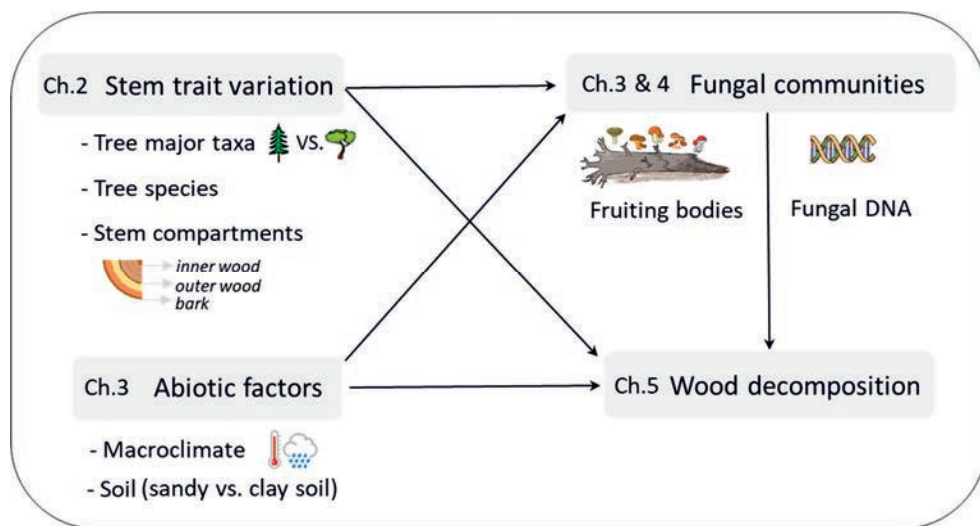 Ch.2 Stem trait variation
- Tree major taxa vs.
- Tree species
- Stem compartments
inner wood
outer wood
bark
Ch.3 & 4 Fungal communities
Fruiting bodies
Fungal DNA
Ch.3 Abiotic factors
- Macroclimate
- Soil (sandy vs. clay soil)
Ch.5 Wood decomposition